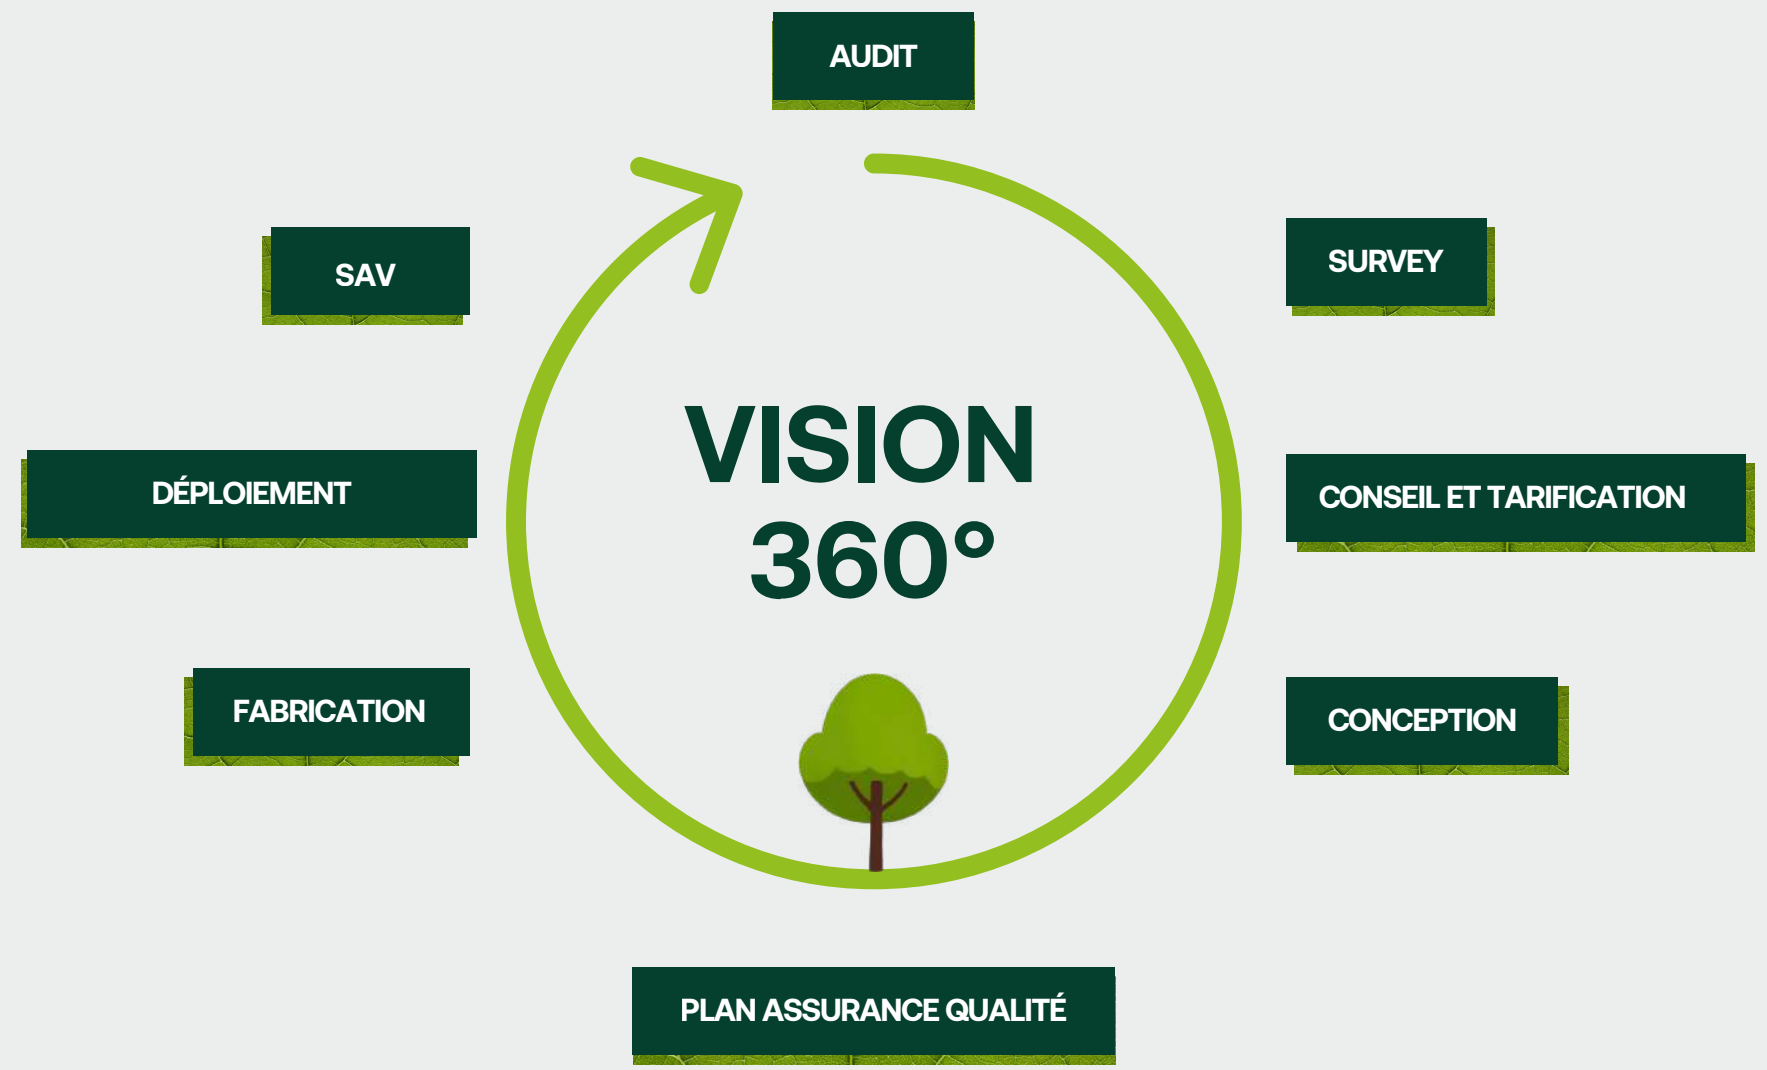 AUDIT
SAV
SURVEY
VISION
360°
DÉPLOIEMENT
CONSEIL ET TARIFICATION
FABRICATION
CONCEPTION
PLAN ASSURANCE QUALITÉ